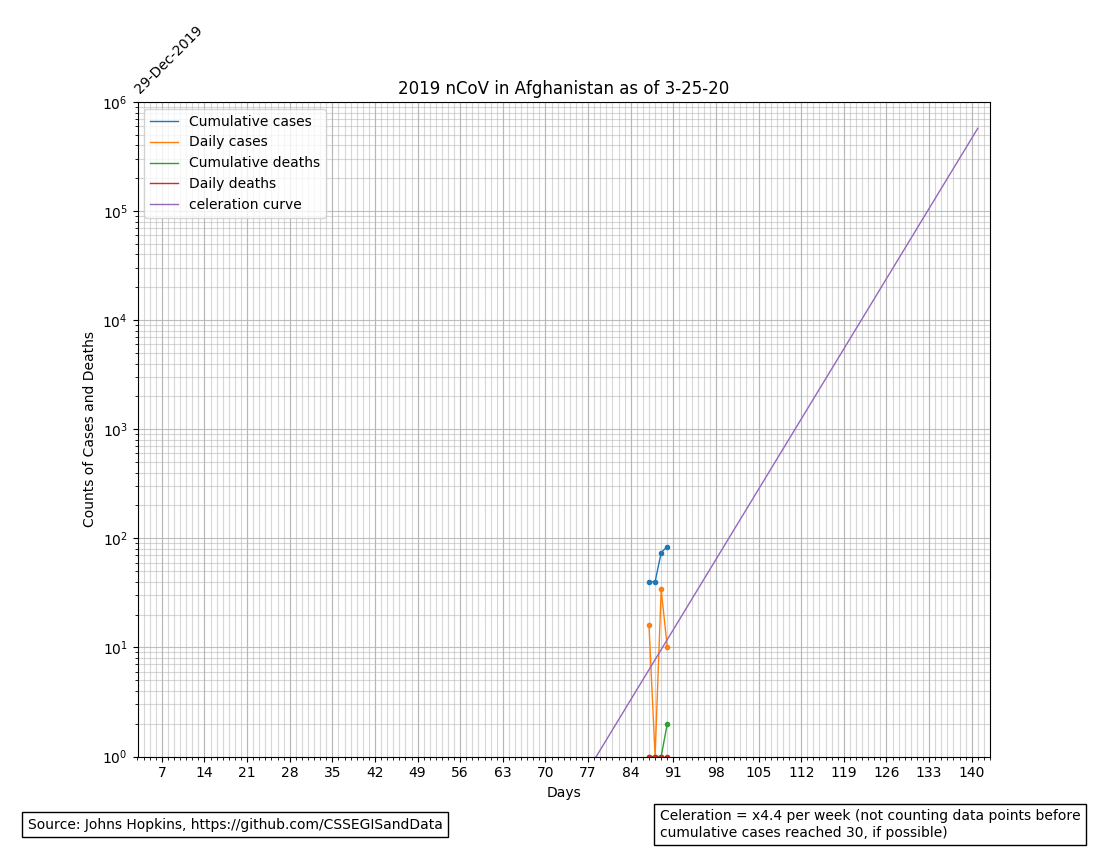 29-Dec-2019
2019 nCoV in Afghanistan as of 3-25-20
10^6
10^5
10^4
10^3
10^2
10^1
10^0
Counts of Cases and Deaths
Cumulative cases
Daily cases
Cumulative deaths
Daily deaths
celeration curve
7 14 21 28 35 42 49 56 63 70 77 84 91 98 105 112 119 126 133 140
Days
Source: Johns Hopkins, https://github.com/CSSEGISandData
Celeration = x4.4 per week (not counting data points before
cumulative cases reached 30, if possible)